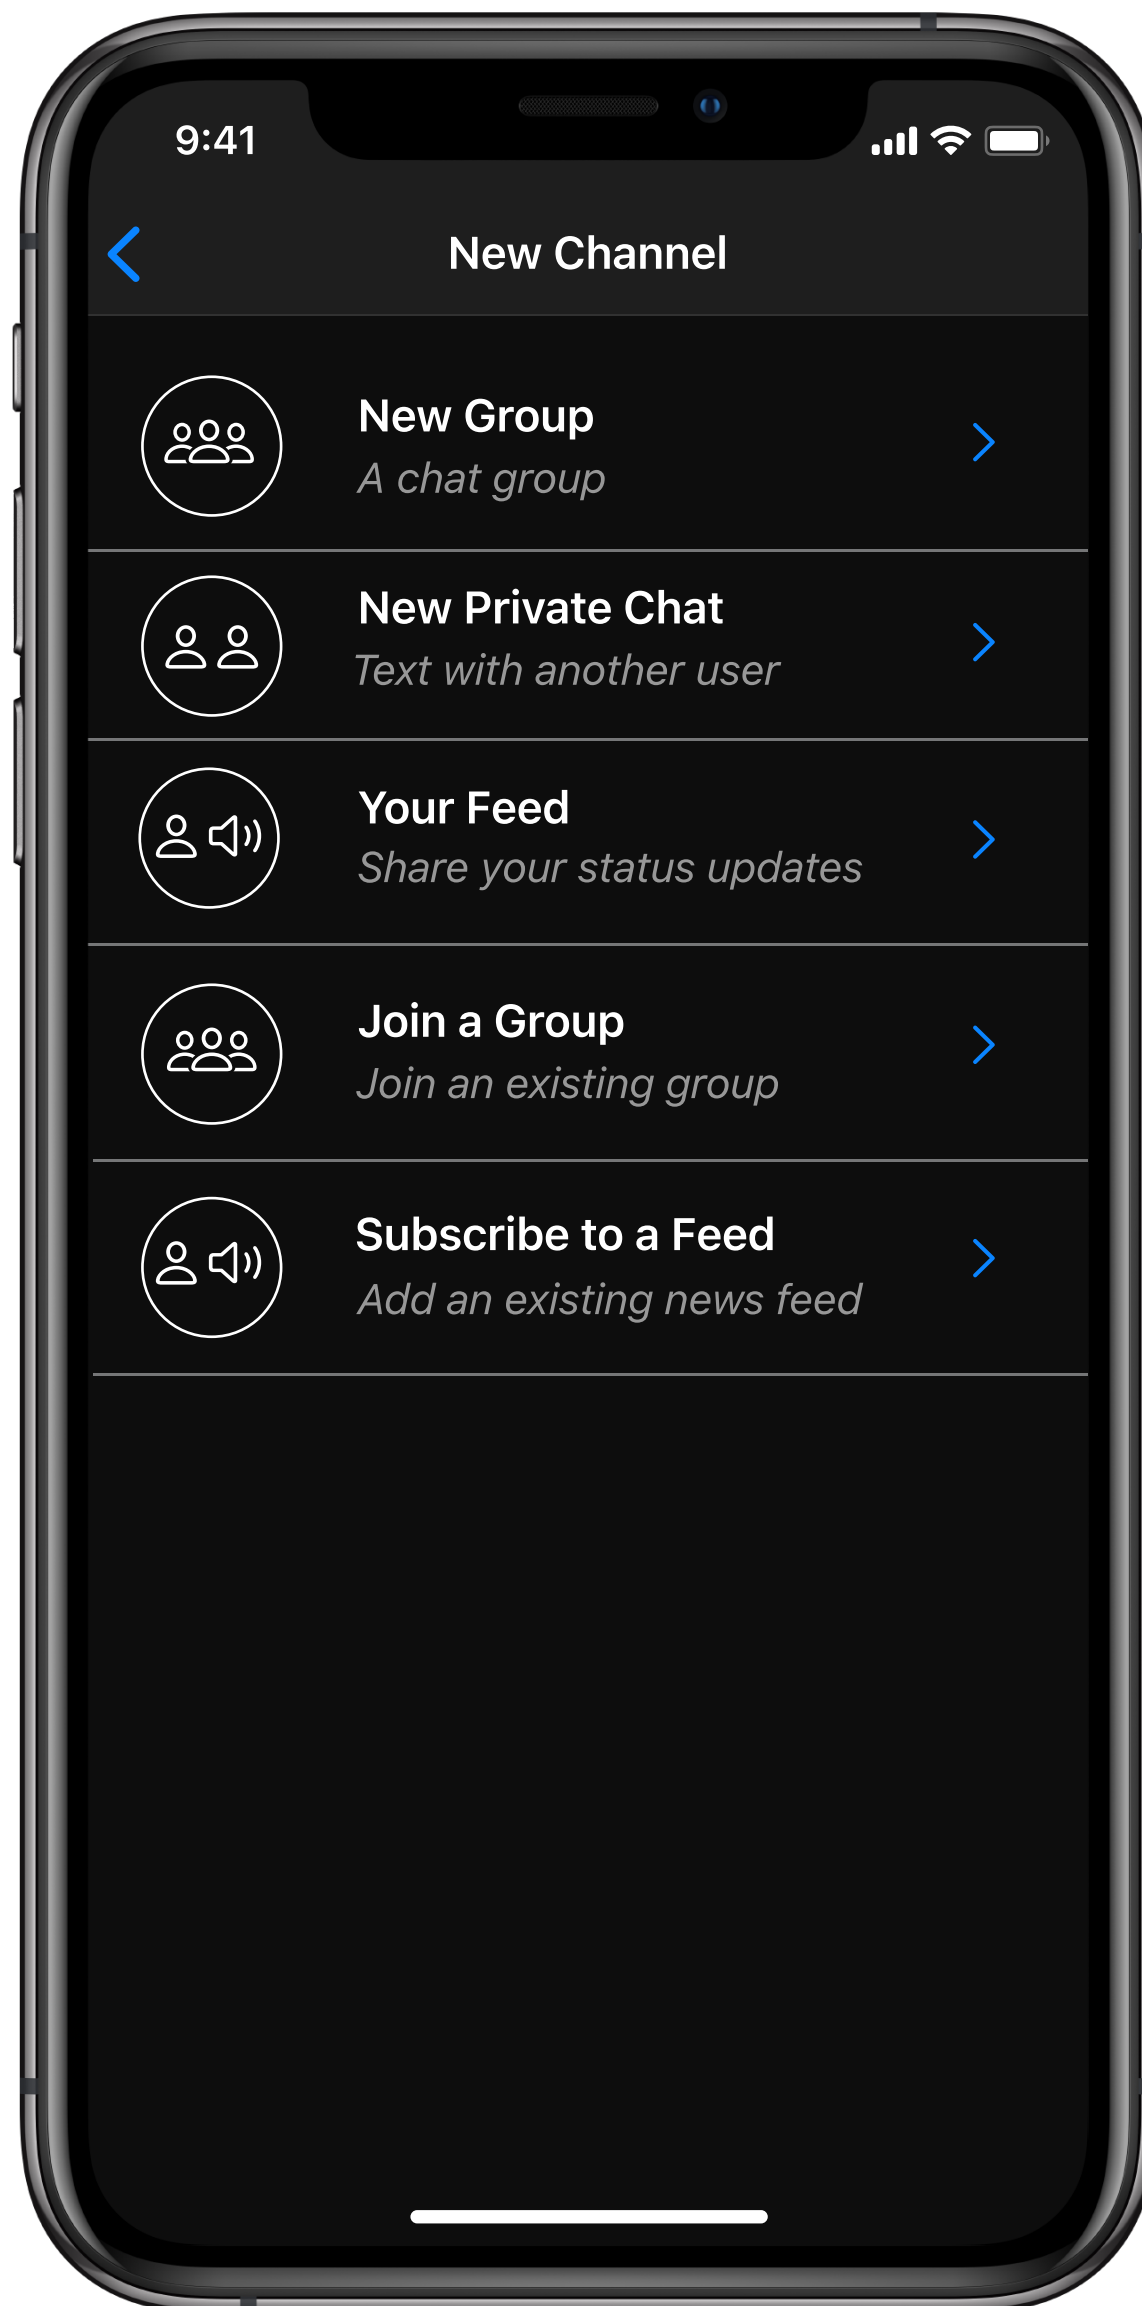 9:41
New Channel
New Group
A chat group
New Private Chat
Text with another user
Your Feed
Share your status updates
Join a Group
Join an existing group
Subscribe to a Feed
Add an existing news feed